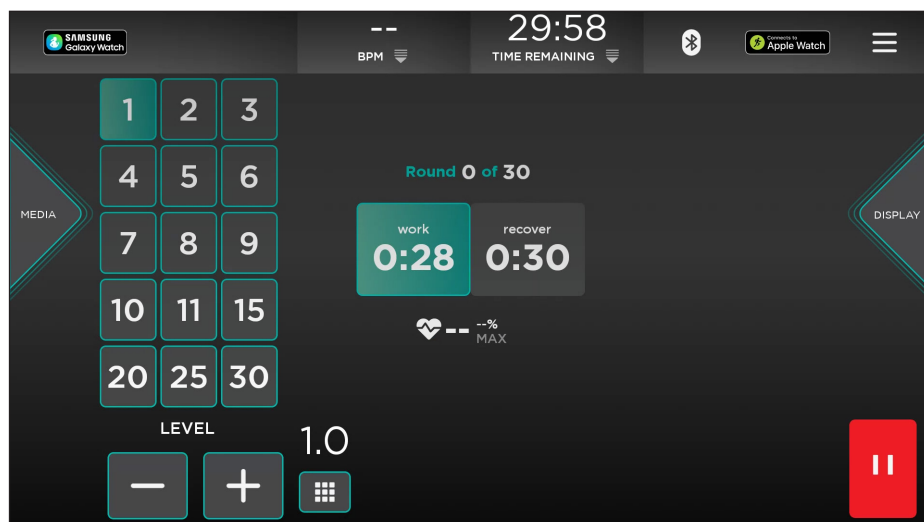 SAMSUNG
Galaxy Watch
--
BPM
29:58
TIME REMAINING
Connects to
Apple Watch
MEDIA
1 2 3
4 5 6
7 8 9
10 11 15
20 25 30
LEVEL
1.0
Round 0 of 30
work
0:28
recover
0:30
--
--%
MAX
DISPLAY